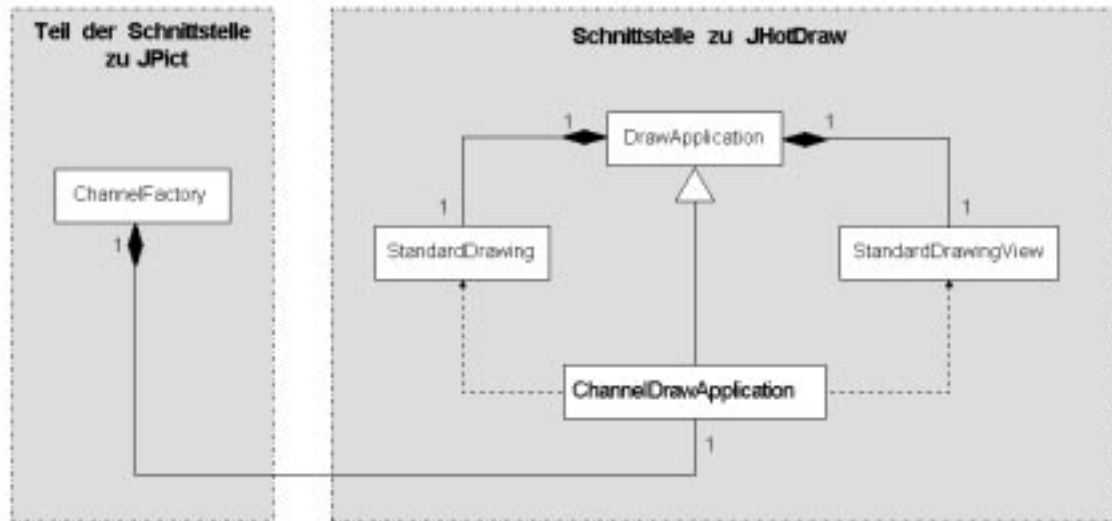 Teil der Schnittstelle
zu JPict
Schnittstelle zu JHotDraw
1
DrawApplication
1
ChannelFactory
1
1
1
StandardDrawing
StandardDrawingView
ChannelDrawApplication
1